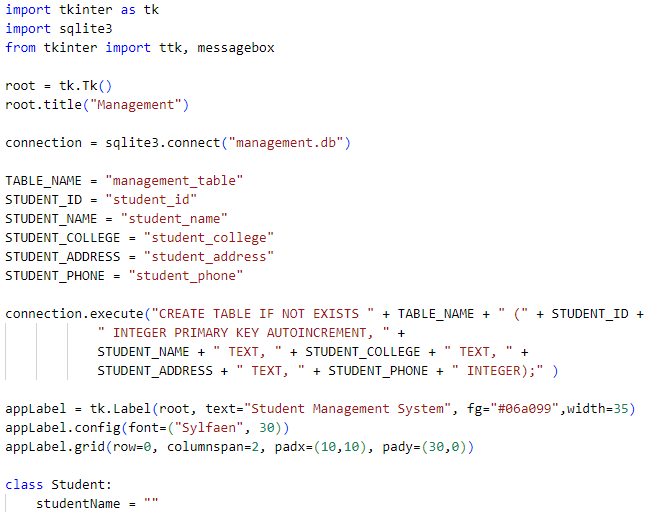 import tkinter as tk
import sqlite3
from tkinter import ttk, messagebox

root = tk.Tk()
root.title("Management")

connection = sqlite3.connect("management.db")

TABLE_NAME = "management_table"
STUDENT_ID = "student_id"
STUDENT_NAME = "student_name"
STUDENT_COLLEGE = "student_college"
STUDENT_ADDRESS = "student_address"
STUDENT_PHONE = "student_phone"

connection.execute("CREATE TABLE IF NOT EXISTS " + TABLE_NAME + " (" + STUDENT_ID +
            " INTEGER PRIMARY KEY AUTOINCREMENT, " +
            STUDENT_NAME + " TEXT, " + STUDENT_COLLEGE + " TEXT, " +
            STUDENT_ADDRESS + " TEXT, " + STUDENT_PHONE + " INTEGER);" )

appLabel = tk.Label(root, text="Student Management System", fg="#06a099",width=35)
appLabel.config(font=("Sylfaen", 30))
appLabel.grid(row=0, columnspan=2, padx=(10,10), pady=(30,0))

class Student:
    studentName = ""